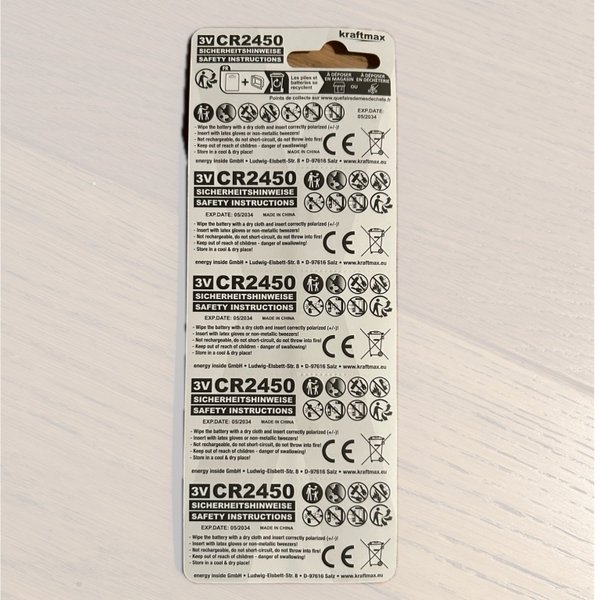 3V CR2450 kraftmax
SICHERHEITSHINWEISE
SAFETY INSTRUCTIONS
FR
Les piles et
batteries se
recyclent
À DÉPOSER
EN MAGASIN
OU
À DÉPOSER
EN DÉCHÈTERIE
Points de collecte sur www.quefairedemesdechets.fr
EXP.DATE:
05/2034
- Wipe the battery with a dry cloth and insert correctly polarized (+/-)!
- Insert with latex gloves or non-metallic tweezers!
- Not rechargeable, do not short-circuit, do not throw into fire!
- Keep out of reach of children - danger of swallowing!
- Store in a cool & dry place! MADE IN CHINA
CE
energy inside GmbH • Ludwig-Elsbett-Str. 8 • D-97616 Salz • www.kraftmax.eu
3V CR2450
SICHERHEITSHINWEISE
SAFETY INSTRUCTIONS
EXP.DATE: 05/2034 MADE IN CHINA
- Wipe the battery with a dry cloth and insert correctly polarized (+/-)!
- Insert with latex gloves or non-metallic tweezers!
- Not rechargeable, do not short-circuit, do not throw into fire!
- Keep out of reach of children - danger of swallowing!
- Store in a cool & dry place!
CE
energy inside GmbH • Ludwig-Elsbett-Str. 8 • D-97616 Salz • www.kraftmax.eu
3V CR2450
SICHERHEITSHINWEISE
SAFETY INSTRUCTIONS
EXP.DATE: 05/2034 MADE IN CHINA
- Wipe the battery with a dry cloth and insert correctly polarized (+/-)!
- Insert with latex gloves or non-metallic tweezers!
- Not rechargeable, do not short-circuit, do not throw into fire!
- Keep out of reach of children - danger of swallowing!
- Store in a cool & dry place!
CE
energy inside GmbH • Ludwig-Elsbett-Str. 8 • D-97616 Salz • www.kraftmax.eu
3V CR2450
SICHERHEITSHINWEISE
SAFETY INSTRUCTIONS
EXP.DATE: 05/2034 MADE IN CHINA
- Wipe the battery with a dry cloth and insert correctly polarized (+/-)!
- Insert with latex gloves or non-metallic tweezers!
- Not rechargeable, do not short-circuit, do not throw into fire!
- Keep out of reach of children - danger of swallowing!
- Store in a cool & dry place!
CE
energy inside GmbH • Ludwig-Elsbett-Str. 8 • D-97616 Salz • www.kraftmax.eu
3V CR2450
SICHERHEITSHINWEISE
SAFETY INSTRUCTIONS
EXP.DATE: 05/2034 MADE IN CHINA
- Wipe the battery with a dry cloth and insert correctly polarized (+/-)!
- Insert with latex gloves or non-metallic tweezers!
- Not rechargeable, do not short-circuit, do not throw into fire!
- Keep out of reach of children - danger of swallowing!
- Store in a cool & dry place!
CE
energy inside GmbH • Ludwig-Elsbett-Str. 8 • D-97616 Salz • www.kraftmax.eu